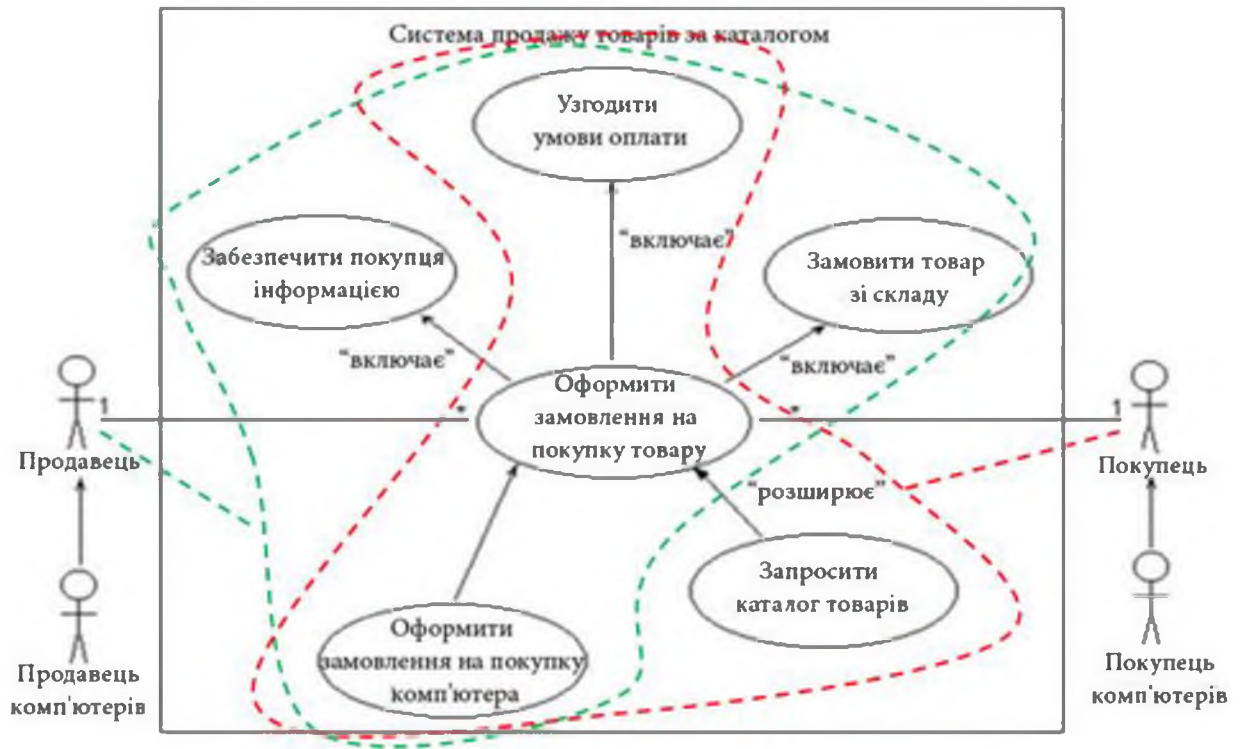 Система продажу товарів за каталогом
Узгодити
умови оплати
"включає"
Забезпечити покупця
інформацією
Замовити товар
зі складу
"включає"
"включає"
Оформити
замовлення на
покупку товару
1
*
*
1
Продавець
Покупець
"розширює"
Запросити
каталог товарів
Оформити
замовлення на покупку
комп'ютера
Продавець
комп'ютерів
Покупець
комп'ютерів